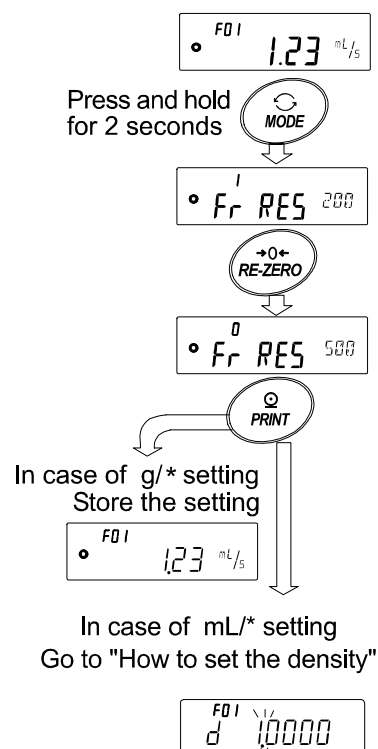 F01
1.23 mL/s
Press and hold
for 2 seconds
MODE
1
Fr RES 200
→0←
RE-ZERO
0
Fr RES 500
PRINT
In case of g/* setting
Store the setting
F01
1.23 mL/s
In case of mL/* setting
Go to "How to set the density"
F01
d 1.0000